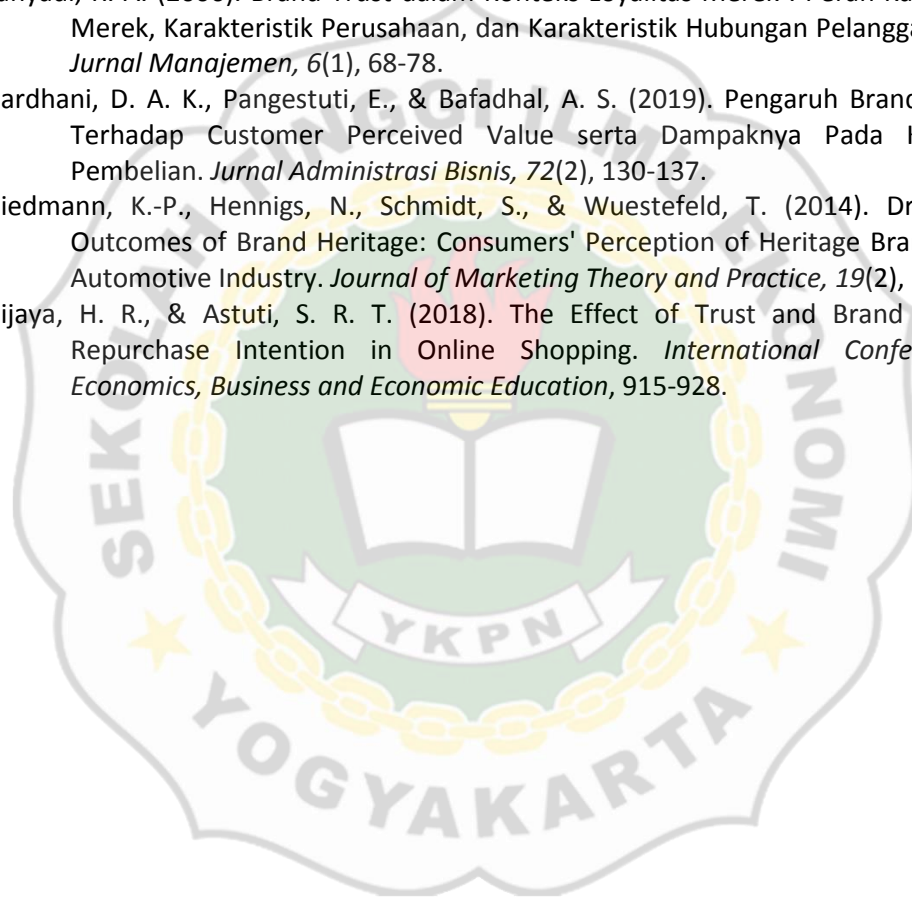 Merek, Karakteristik Perusahaan, dan Karakteristik Hubungan Pelangga
Jurnal Manajemen, 6(1), 68-78.
ardhani, D. A. K., Pangestuti, E., & Bafadhal, A. S. (2019). Pengaruh Brand
Terhadap Customer Perceived Value serta Dampaknya Pada
Pembelian. Jurnal Administrasi Bisnis, 72(2), 130-137.
iedmann, K.-P., Hennigs, N., Schmidt, S., & Wuestefeld, T. (2014). Dr
Outcomes of Brand Heritage: Consumers' Perception of Heritage Bra
Automotive Industry. Journal of Marketing Theory and Practice, 19(2),
ijaya, H. R., & Astuti, S. R. T. (2018). The Effect of Trust and Brand
Repurchase Intention in Online Shopping. International Confe
Economics, Business and Economic Education, 915-928.
SEKOLAH TINGGI ILMU EKONOMI
YKPN
YOGYAKARTA